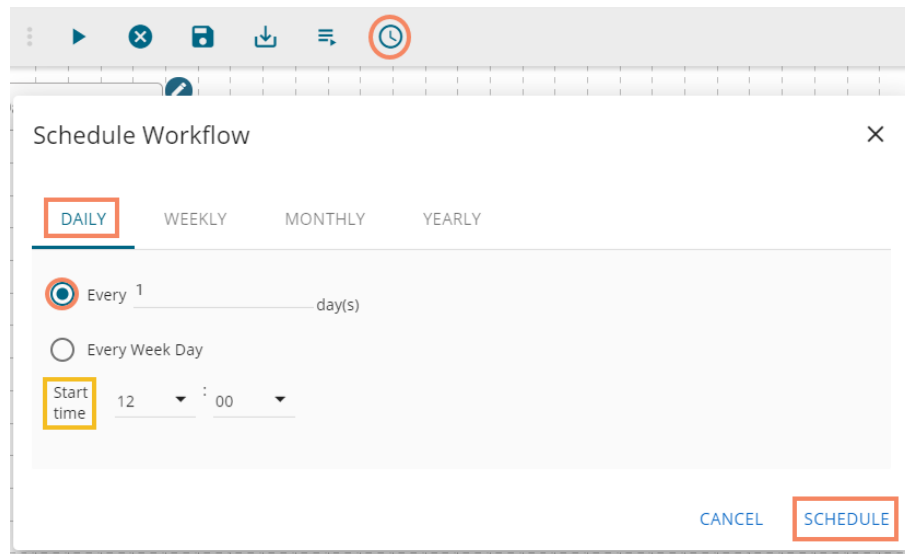 Schedule Workflow
DAILY WEEKLY MONTHLY YEARLY
Every 1 day(s)
Every Week Day
Start
time 12 : 00
CANCEL SCHEDULE